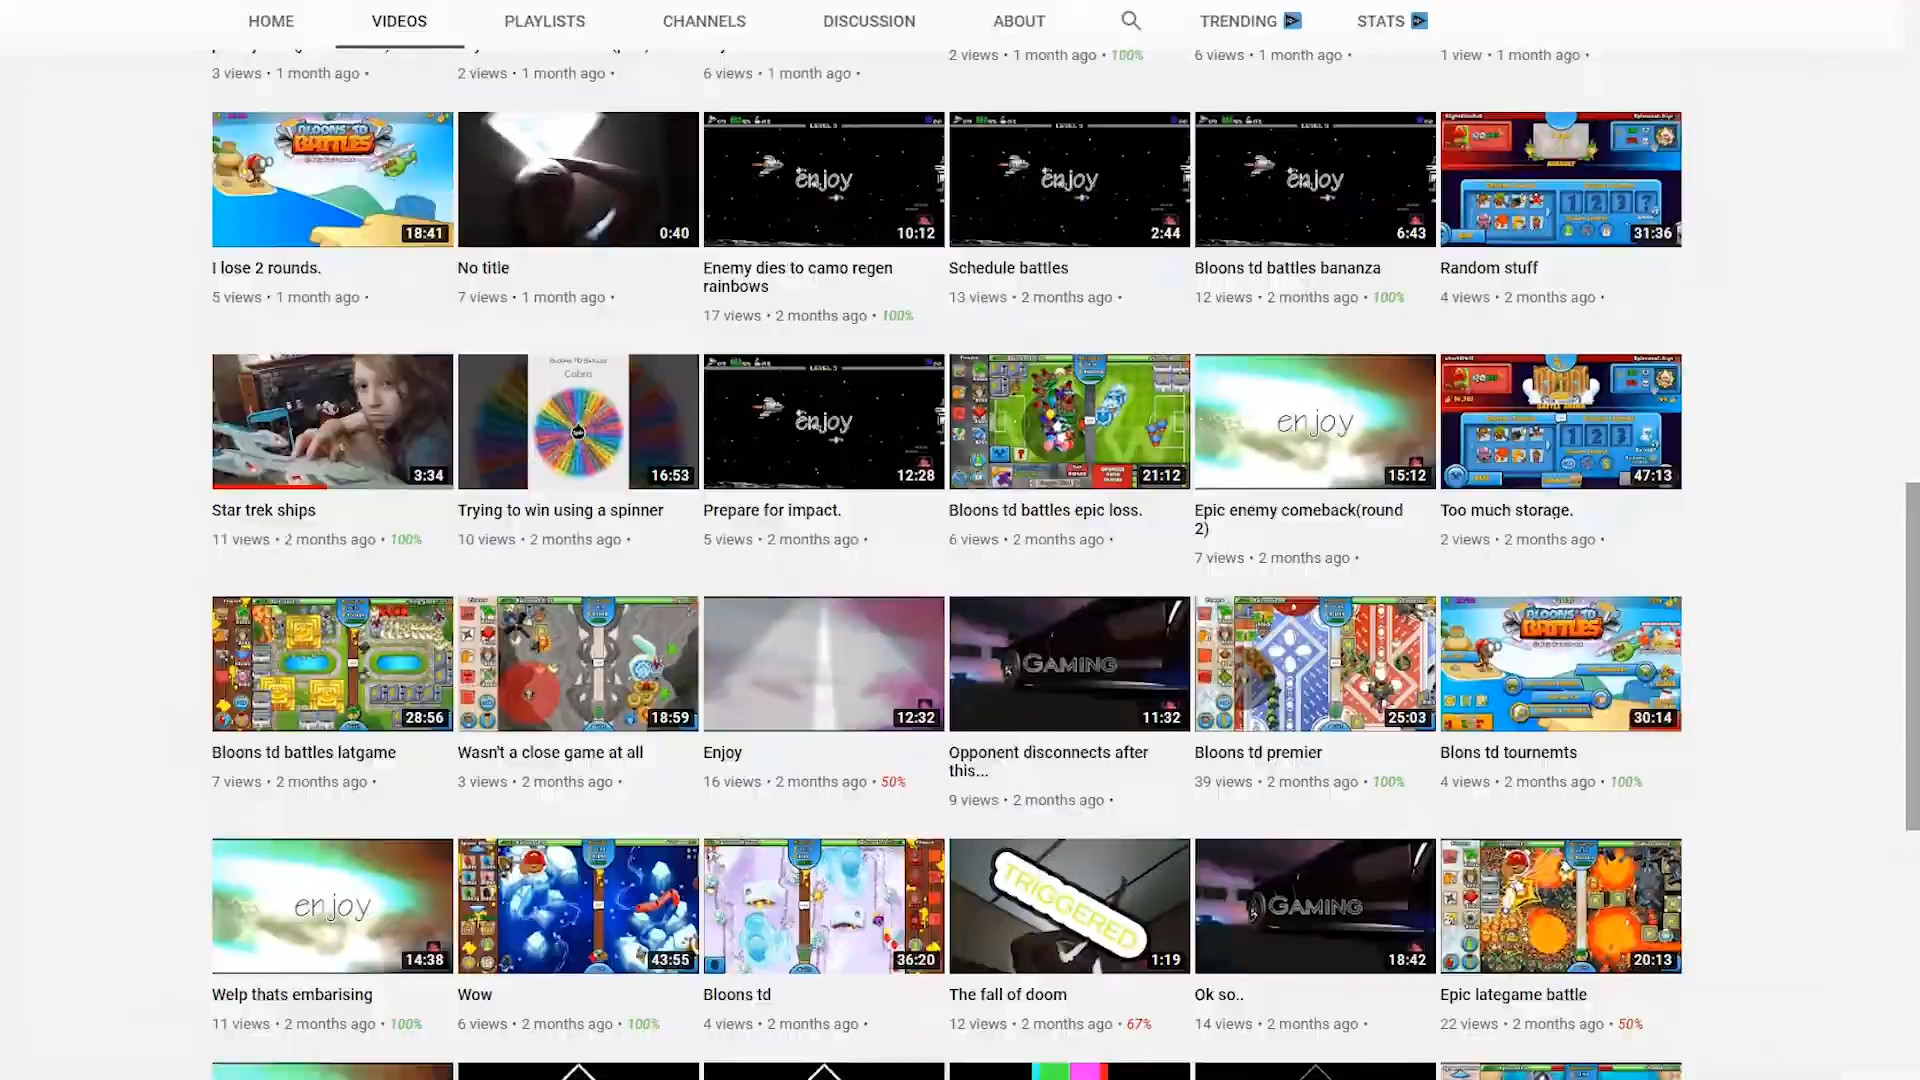 HOME VIDEOS PLAYLISTS CHANNELS DISCUSSION ABOUT TRENDING STATS
2 views • 1 month ago • 100% 6 views • 1 month ago • 1 view • 1 month ago •
3 views • 1 month ago • 2 views • 1 month ago • 6 views • 1 month ago •
BLOONS TD
BATTLES
LEVEL 5 LEVEL 5 LEVEL 5
enjoy enjoy enjoy
18:41 0:40 10:12 2:44 6:43 31:36
I lose 2 rounds. No title Enemy dies to camo regen Schedule battles Bloons td battles bananza Random stuff
rainbows
5 views • 1 month ago • 7 views • 1 month ago • 13 views • 2 months ago • 12 views • 2 months ago • 100% 4 views • 2 months ago •
17 views • 2 months ago • 100%
Cobra
enjoy enjoy
3:34 16:53 12:28 21:12 15:12 47:13
Star trek ships Trying to win using a spinner Prepare for impact. Bloons td battles epic loss. Epic enemy comeback(round Too much storage.
2)
11 views • 2 months ago • 100% 10 views • 2 months ago • 5 views • 2 months ago • 6 views • 2 months ago • 2 views • 2 months ago •
7 views • 2 months ago •
BLOONS TD
BATTLES
GAMING
28:56 18:59 12:32 11:32 25:03 30:14
Bloons td battles latgame Wasn't a close game at all Enjoy Opponent disconnects after Bloons td premier Blons td tournemts
this...
7 views • 2 months ago • 3 views • 2 months ago • 16 views • 2 months ago • 50% 39 views • 2 months ago • 100% 4 views • 2 months ago • 100%
9 views • 2 months ago •
enjoy TRIGGERED GAMING
14:38 43:55 36:20 1:19 18:42 20:13
Welp thats embarising Wow Bloons td The fall of doom Ok so.. Epic lategame battle
11 views • 2 months ago • 100% 6 views • 2 months ago • 100% 4 views • 2 months ago • 12 views • 2 months ago • 67% 14 views • 2 months ago • 22 views • 2 months ago • 50%